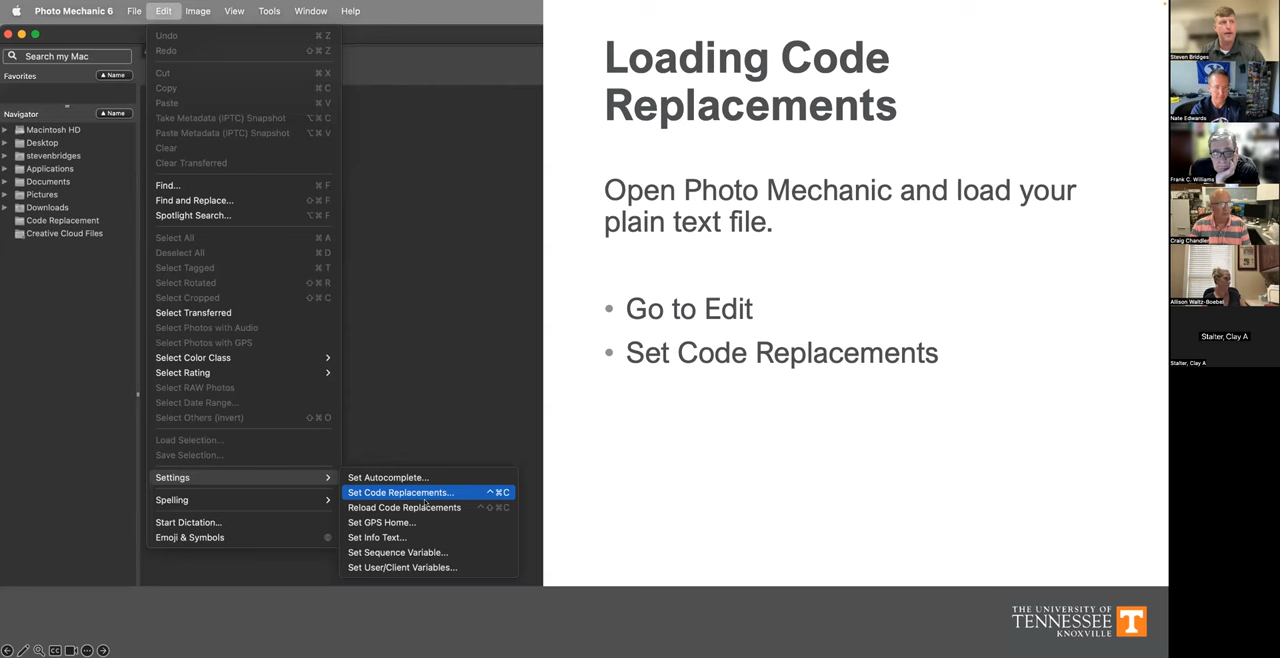 Photo Mechanic 6 File Edit Image View Tools Window Help
Search my Mac
Favorites ▲ Name
Navigator ▲ Name
Macintosh HD
Desktop
stevenbridges
Applications
Documents
Pictures
Downloads
Code Replacement
Creative Cloud Files
Undo ⌘ Z
Redo ⇧ ⌘ Z
Cut ⌘ X
Copy ⌘ C
Paste ⌘ V
Take Metadata (IPTC) Snapshot ⌥ ⌘ C
Paste Metadata (IPTC) Snapshot ⌥ ⌘ V
Clear
Clear Transferred
Find... ⌘ F
Find and Replace... ⇧ ⌘ F
Spotlight Search... ⌥ ⌘ F
Select All ⌘ A
Deselect All ⌘ D
Select Tagged ⌘ T
Select Rotated ⇧ ⌘ R
Select Cropped ⇧ ⌘ C
Select Transferred
Select Photos with Audio
Select Photos with GPS
Select Color Class
Select Rating
Select RAW Photos
Select Date Range...
Select Others (Invert) ⇧ ⌘ O
Load Selection...
Save Selection...
Settings
Spelling
Start Dictation...
Emoji & Symbols
Set Autocomplete...
Set Code Replacements... ^ ⌘ C
Reload Code Replacements ^ ⇧ ⌘ C
Set GPS Home...
Set Info Text...
Set Sequence Variable...
Set User/Client Variables...
Loading Code
Replacements
Open Photo Mechanic and load your
plain text file.
• Go to Edit
• Set Code Replacements
THE UNIVERSITY OF
TENNESSEE
KNOXVILLE
T
CC
Steven Bridges
Nate Edwards
Frank C. Williams
Craig Chandler
Allison Waltz-Boebel
Stalter, Clay A
Stalter, Clay A